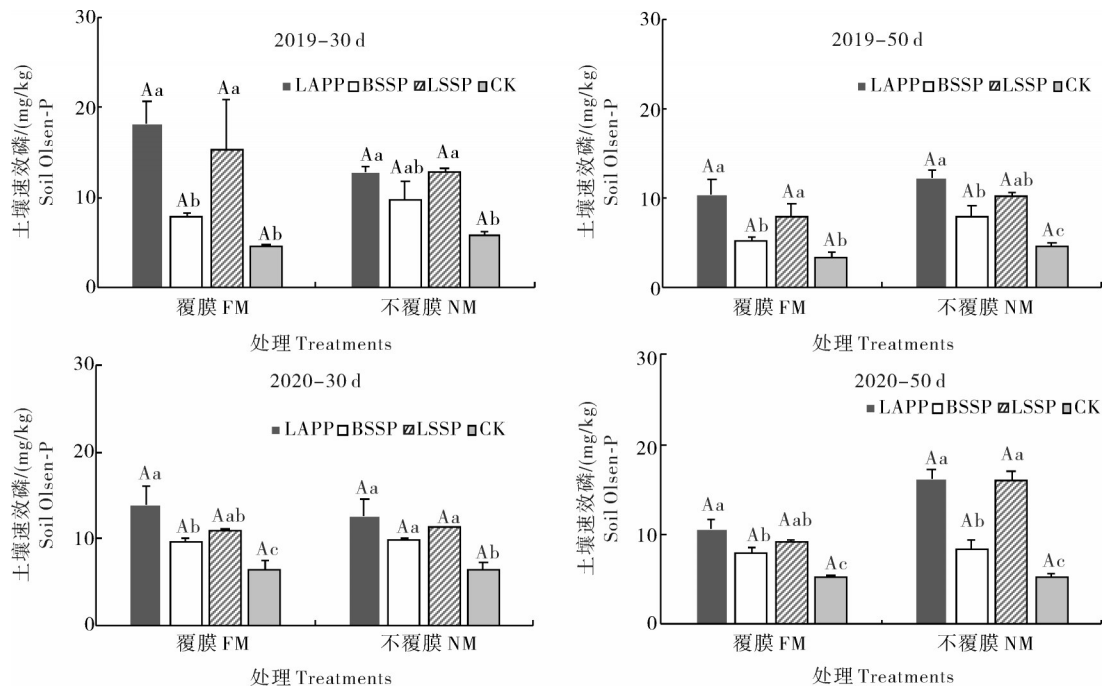 2019-30 d
LAPP BSSP LSSP CK
土壤速效磷/(mg/kg)
Soil Olsen-P
30
20
10
0
Aa Ab Aa Ab Aa Aab Aa Ab
覆膜 FM 不覆膜 NM
处理 Treatments
2019-50 d
LAPP BSSP LSSP CK
土壤速效磷/(mg/kg)
Soil Olsen-P
30
20
10
0
Aa Ab Aa Ab Aa Ab Aab Ac
覆膜 FM 不覆膜 NM
处理 Treatments
2020-30 d
LAPP BSSP LSSP CK
土壤速效磷/(mg/kg)
Soil Olsen-P
30
20
10
0
Aa Ab Aab Ac Aa Aa Aa Ab
覆膜 FM 不覆膜 NM
处理 Treatments
2020-50 d
LAPP BSSP LSSP CK
土壤速效磷/(mg/kg)
Soil Olsen-P
30
20
10
0
Aa Ab Aab Ac Aa Ab Aa Ac
覆膜 FM 不覆膜 NM
处理 Treatments